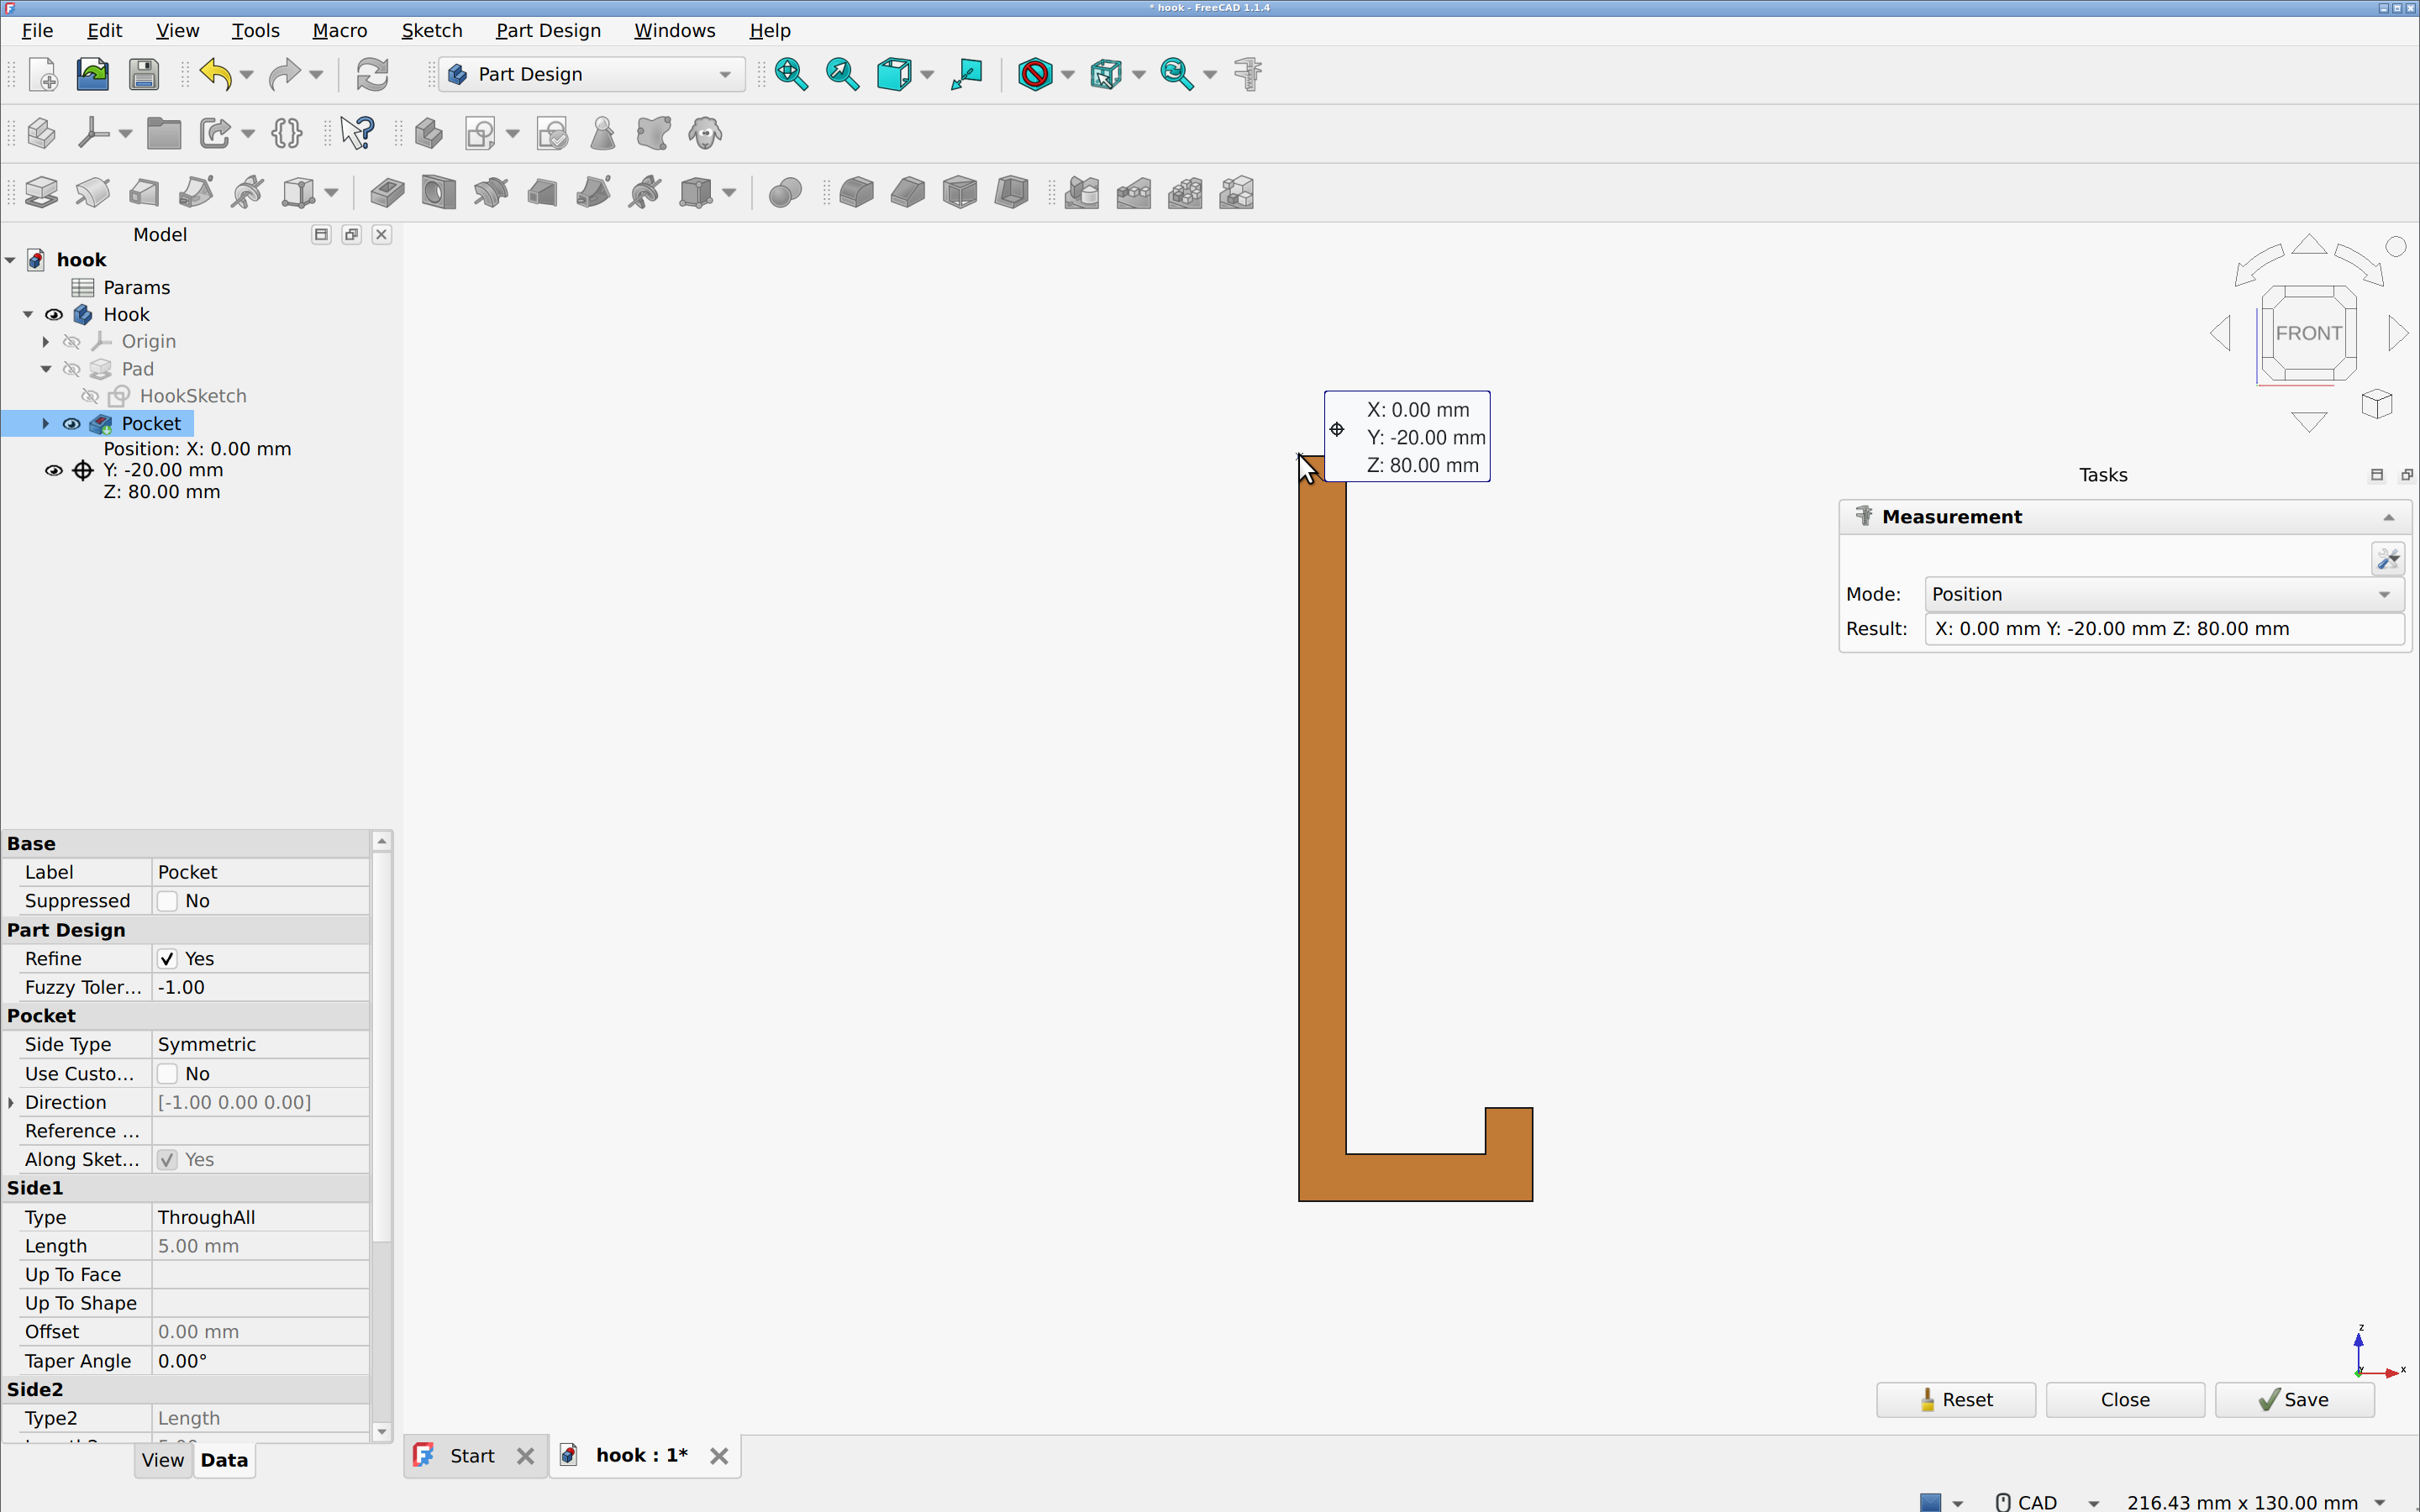 * hook - FreeCAD 1.1.4
File Edit View Tools Macro Sketch Part Design Windows Help
Part Design
Model
hook
Params
Hook
Origin
Pad
HookSketch
Pocket
Position: X: 0.00 mm
Y: -20.00 mm
Z: 80.00 mm
Base
Label Pocket
Suppressed No
Part Design
Refine Yes
Fuzzy Toler... -1.00
Pocket
Side Type Symmetric
Use Custo... No
Direction [-1.00 0.00 0.00]
Reference ...
Along Sket... Yes
Side1
Type ThroughAll
Length 5.00 mm
Up To Face
Up To Shape
Offset 0.00 mm
Taper Angle 0.00°
Side2
Type2 Length
View Data
X: 0.00 mm
Y: -20.00 mm
Z: 80.00 mm
FRONT
Tasks
Measurement
Mode: Position
Result: X: 0.00 mm Y: -20.00 mm Z: 80.00 mm
z
x
Reset Close Save
Start hook : 1*
CAD 216.43 mm x 130.00 mm